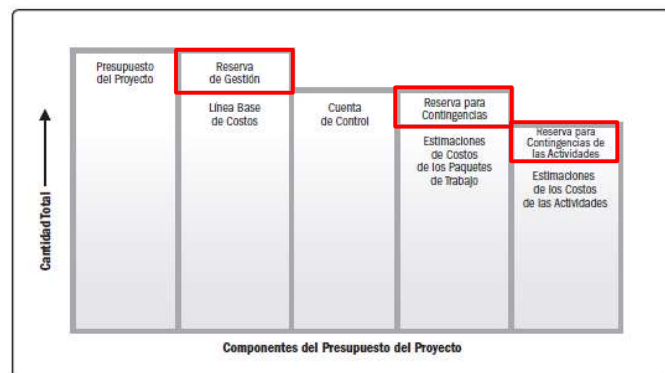 Presupuesto
del Proyecto
Reserva
de Gestión
Línea Base
de Costos
Cuenta
de Control
Reserva para
Contingencias
Estimaciones
de Costos
de los Paquetes
de Trabajo
Reserva para
Contingencias de
las Actividades
Estimaciones
de los Costos
de las Actividades
Cantidad Total
Componentes del Presupuesto del Proyecto